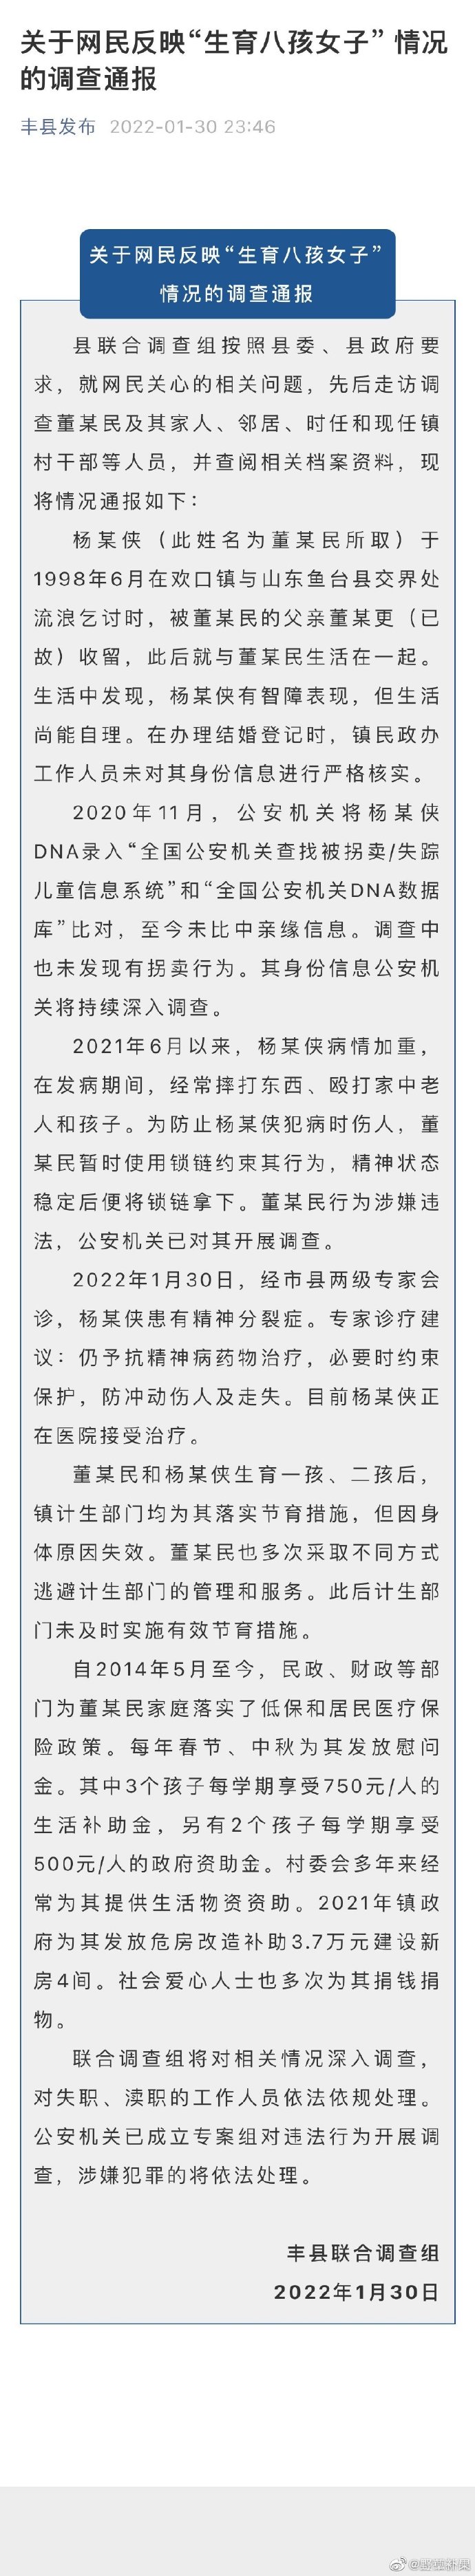 关于网民反映“生育八孩女子” 情况
的调查通报
丰县发布 2022-01-30 23:46
关于网民反映“生育八孩女子”
情况的调查通报
县联合调查组按照县委、县政府要
求，就网民关心的相关问题，先后走访调
查董某民及其家人、邻居、时任和现任镇
村干部等人员，并查阅相关档案资料，现
将情况通报如下：
杨某侠（此姓名为董某民所取）于
1998年6月在欢口镇与山东鱼台县交界处
流浪乞讨时，被董某民的父亲董某更（已
故）收留，此后就与董某民生活在一起。
生活中发现，杨某侠有智障表现，但生活
尚能自理。在办理结婚登记时，镇民政办
工作人员未对其身份信息进行严格核实。
2020年11月，公安机关将杨某侠
DNA录入“全国公安机关查找被拐卖/失踪
儿童信息系统”和“全国公安机关DNA数据
库”比对，至今未比中亲缘信息。调查中
也未发现有拐卖行为。其身份信息公安机
关将持续深入调查。
2021年6月以来，杨某侠病情加重，
在发病期间，经常摔打东西、殴打家中老
人和孩子。为防止杨某侠犯病时伤人，董
某民暂时使用锁链约束其行为，精神状态
稳定后便将锁链拿下。董某民行为涉嫌违
法，公安机关已对其开展调查。
2022年1月30日，经市县两级专家会
诊，杨某侠患有精神分裂症。专家诊疗建
议：仍予抗精神病药物治疗，必要时约束
保护，防冲动伤人及走失。目前杨某侠正
在医院接受治疗。
董某民和杨某侠生育一孩、二孩后，
镇计生部门均为其落实节育措施，但因身
体原因失效。董某民也多次采取不同方式
逃避计生部门的管理和服务。此后计生部
门未及时实施有效节育措施。
自2014年5月至今，民政、财政等部
门为董某民家庭落实了低保和居民医疗保
险政策。每年春节、中秋为其发放慰问
金。其中3个孩子每学期享受750元/人的
生活补助金，另有2个孩子每学期享受
500元/人的政府资助金。村委会多年来经
常为其提供生活物资资助。2021年镇政
府为其发放危房改造补助3.7万元建设新
房4间。社会爱心人士也多次为其捐钱捐
物。
联合调查组将对相关情况深入调查，
对失职、渎职的工作人员依法依规处理。
公安机关已成立专案组对违法行为开展调
查，涉嫌犯罪的将依法处理。
丰县联合调查组
2022年1月30日